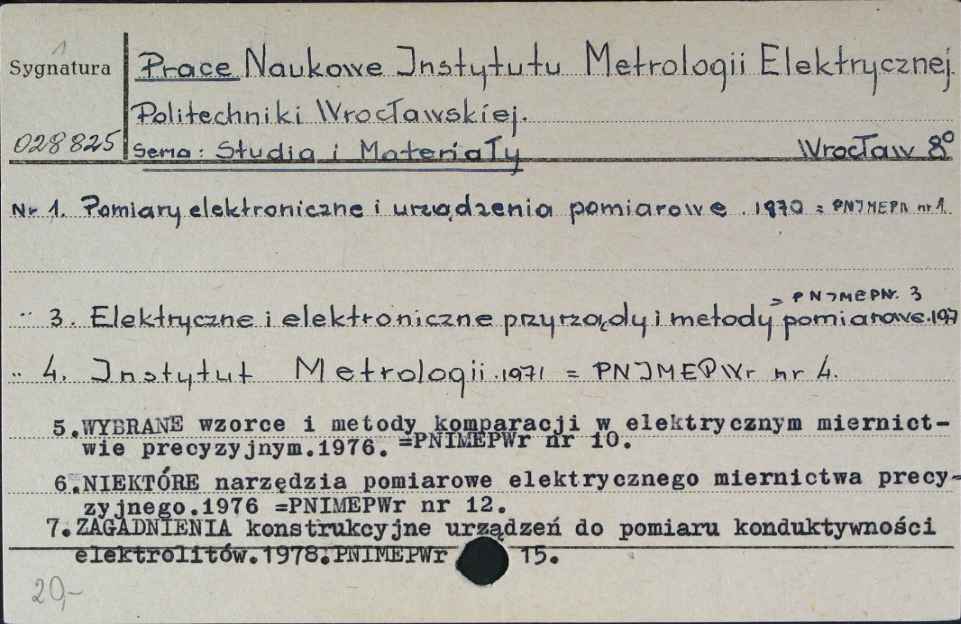 1
Sygnatura Prace Naukowe Instytutu Metrologii Elektrycznej.
Politechniki Wrocławskiej.
028825 Seria: Studia i Materiały Wrocław 8°
Nr 1. Pomiary elektroniczne i urządzenia pomiarowe. 1970 = PNIMEPW nr 1.
= PNIMEPWr. 3
" 3. Elektryczne i elektroniczne przyrządy i metody pomiarowe. 197
" 4. Instytut Metrologii. 1971 = PNIMEPWr nr 4.
5. WYBRANE wzorce i metody komparacji w elektrycznym miernict-
wie precyzyjnym. 1976. =PNIMEPWr nr 10.
6. NIEKTÓRE narzędzia pomiarowe elektrycznego miernictwa precy-
zyjnego. 1976 =PNIMEPWr nr 12.
7. ZAGADNIENIA konstrukcyjne urządzeń do pomiaru konduktywności
elektrolitów. 1978. PNIMEPWr 15.
20,-